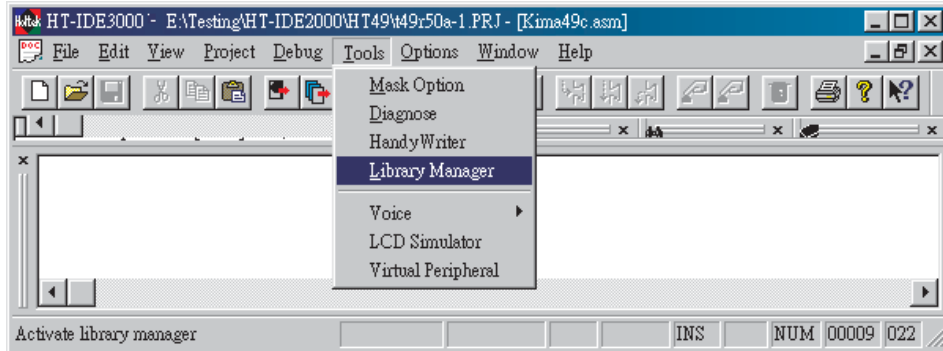 Holtek HT-IDE3000 - E:\Testing\HT-IDE2000\HT49\t49r50a-1.PRJ - [Kima49c.asm]
DOC File Edit View Project Debug Tools Options Window Help
Mask Option
Diagnose
HandyWriter
Library Manager
Voice
LCD Simulator
Virtual Peripheral
Activate library manager INS NUM 00009 022